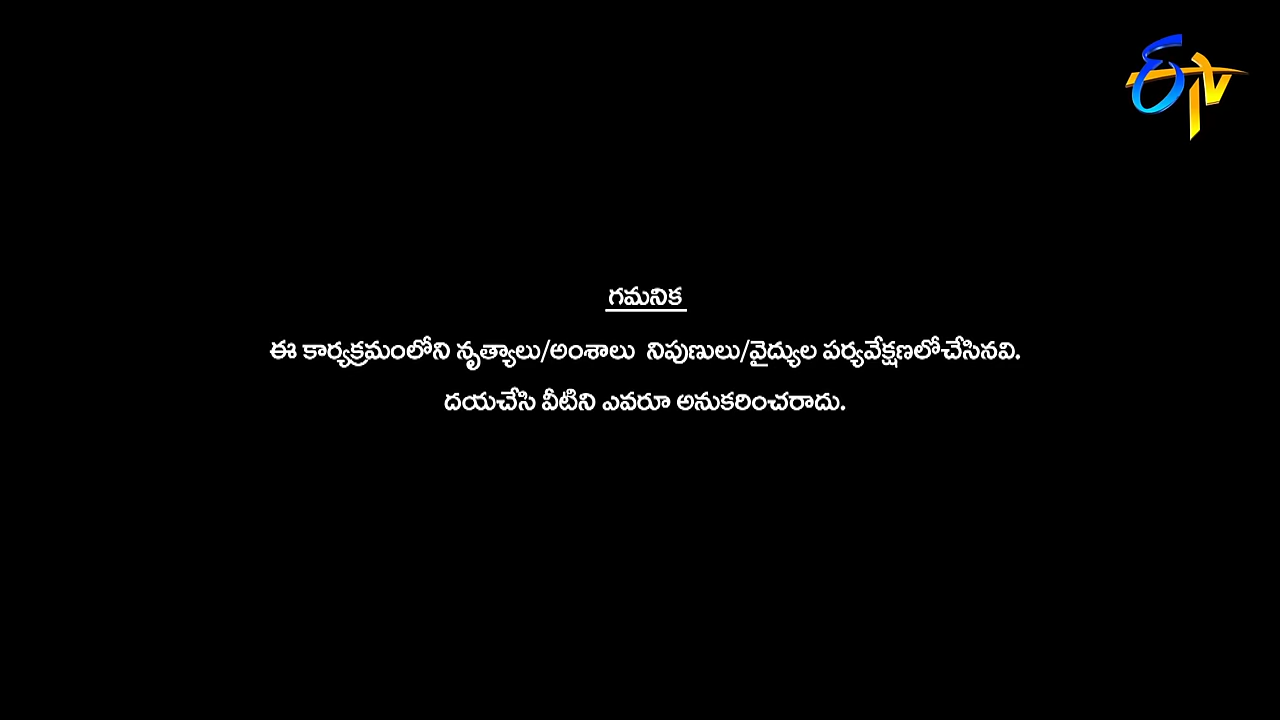 ETV
గమనిక
ఈ కార్యక్రమంలోని నృత్యాలు/అంశాలు నిపుణులు/వైద్యుల పర్యవేక్షణలోచేసినవి.
దయచేసి వీటిని ఎవరూ అనుకరించరాదు.